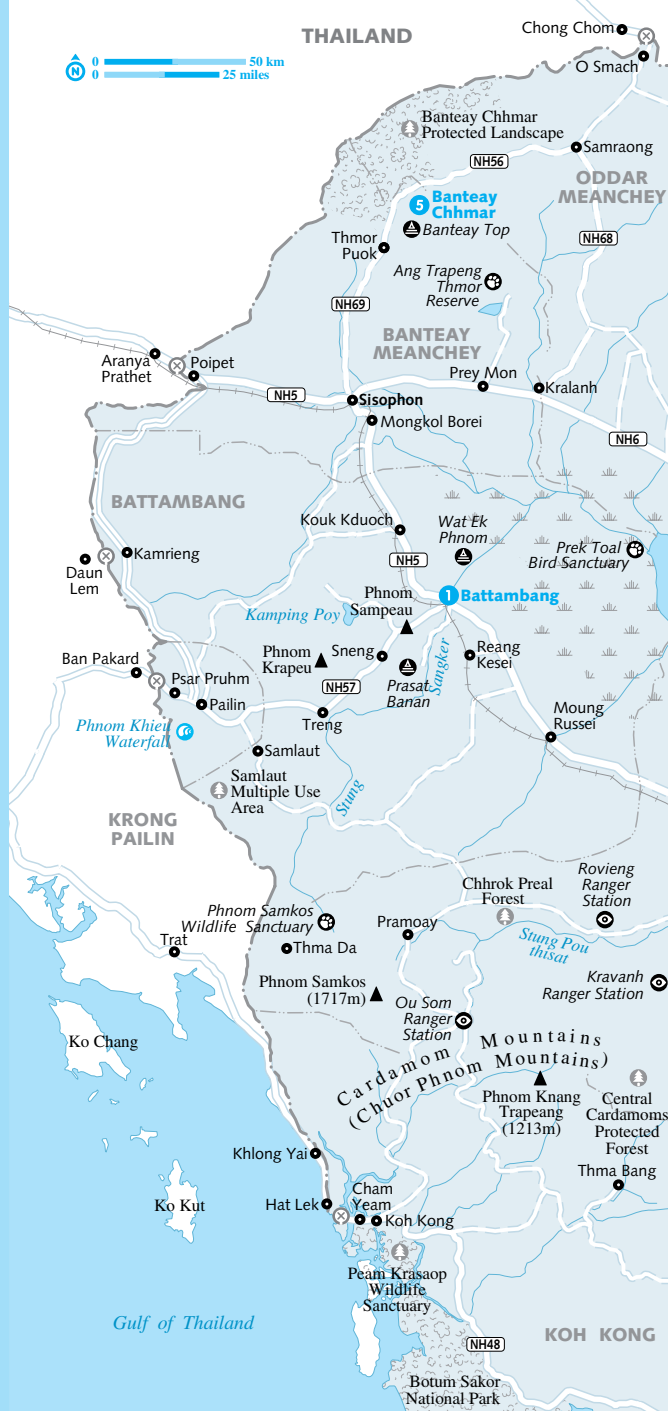 THAILAND
Chong Chom
O Smach
N
0 50 km
0 25 miles
Banteay Chhmar
Protected Landscape
NH56
Samraong
ODDAR
MEANCHEY
5 Banteay
Chhmar
Banteay Top
Thmor
Puok
NH68
Ang Trapeng
Thmor
Reserve
NH69
BANTEAY
MEANCHEY
Aranya
Prathet
Poipet
Prey Mon
Kralanh
NH5
Sisophon
Mongkol Borei
NH6
BATTAMBANG
Kouk Kduoch
Wat Ek
Phnom
Prek Toal
Bird Sanctuary
Kamrieng
Daun
Lem
NH5
Phnom
Sampeau
1 Battambang
Kamping Poy
Phnom
Krapeu
Sneng
Sangker
Reang
Kesei
Ban Pakard
Psar Pruhm
NH57
Prasat
Banan
Pailin
Treng
Moung
Russei
Phnom Khieu
Waterfall
Samlaut
Samlaut
Multiple Use
Area
Stung
KRONG
PAILIN
Chhrok Preal
Forest
Rovieng
Ranger
Station
Phnom Samkos
Wildlife Sanctuary
Pramoay
Trat
Thma Da
Stung Pou
thisat
Phnom Samkos
(1717m)
Kravanh
Ranger Station
Ou Som
Ranger
Station
Ko Chang
Cardamom Mountains
(Chuor Phnom Mountains)
Phnom Knang
Trapeang
(1213m)
Central
Cardamoms
Protected
Forest
Khlong Yai
Thma Bang
Ko Kut
Hat Lek
Cham
Yeam
Koh Kong
Peam Krasaop
Wildlife
Sanctuary
Gulf of Thailand
KOH KONG
NH48
Botum Sakor
National Park